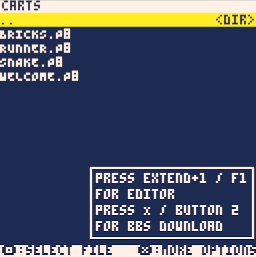 CARTS
.. <DIR>
BRICKS.P8
RUNNER.P8
SNAKE.P8
WELCOME.P8
PRESS EXTEND+1 / F1
FOR EDITOR
PRESS X / BUTTON 2
FOR BBS DOWNLOAD
:SELECT FILE :MORE OPTIONS